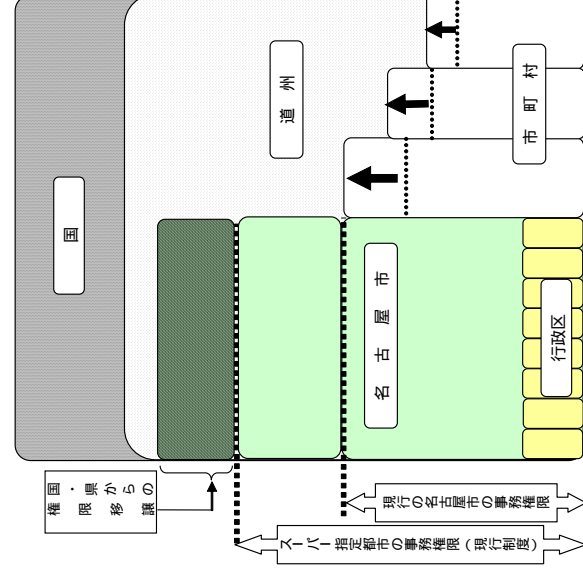 国
道州
市町村
名古屋市
行政区
国・県からの
権限移譲
現行の名古屋市の事務権限
スーパー指定都市の事務権限(現行制度)